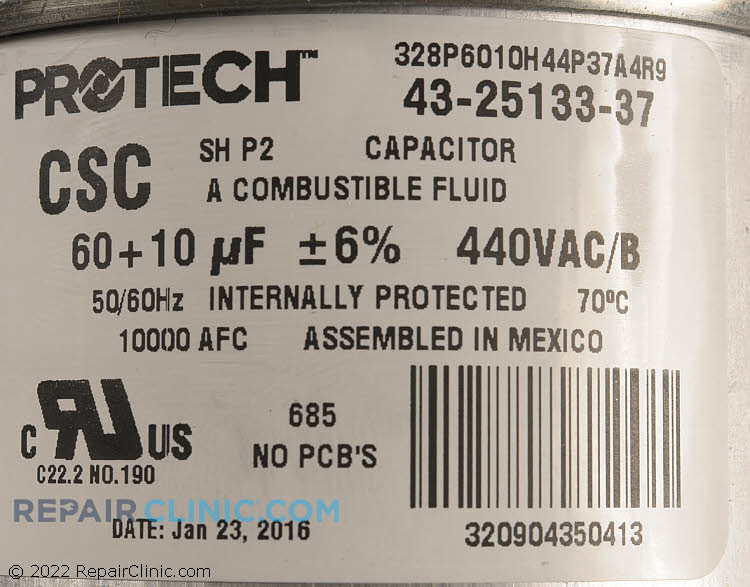 PROTECH™
328P6010H44P37A4R9
43-25133-37
CSC
SH P2 CAPACITOR
A COMBUSTIBLE FLUID
60+10 µF ±6% 440VAC/B
50/60Hz INTERNALLY PROTECTED 70ºC
10000 AFC ASSEMBLED IN MEXICO
C RU US
C22.2 NO.190
685
NO PCB'S
REPAIRCLINIC.COM
DATE: Jan 23, 2016
320904350413
© 2022 RepairClinic.com